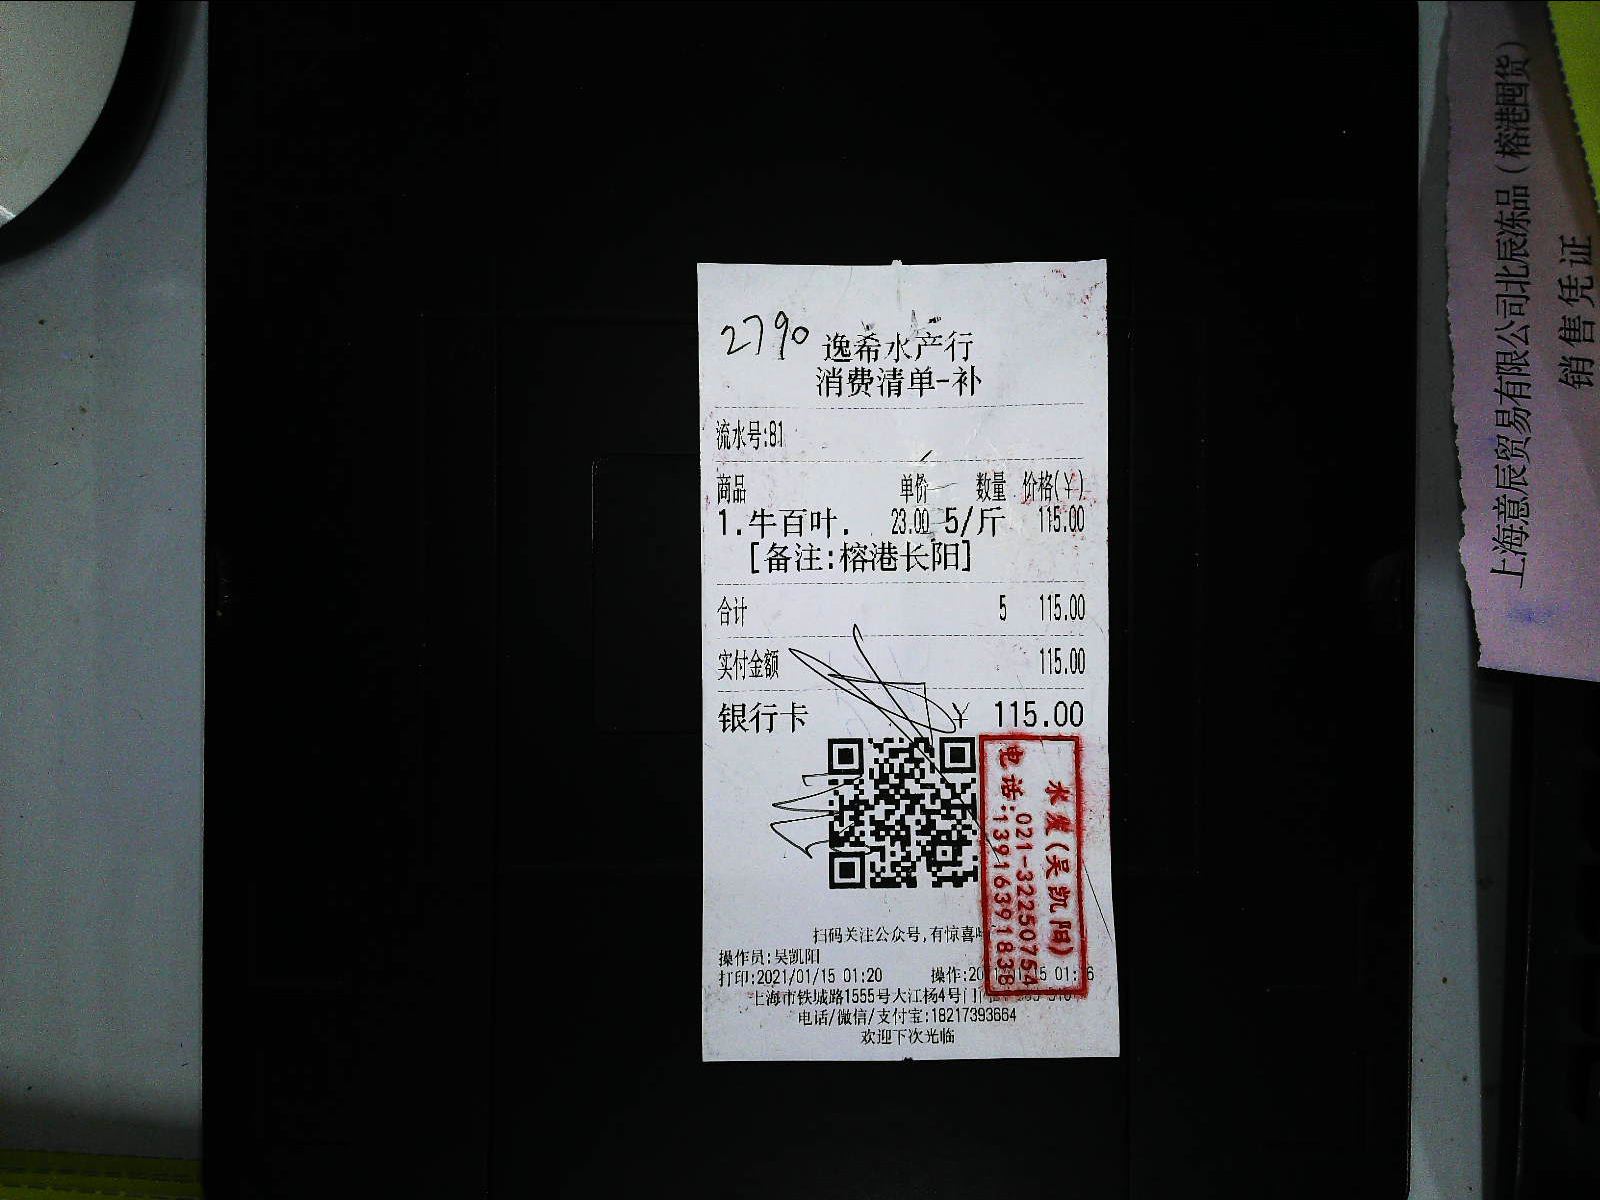 2790
逸希水产行
消费清单-补
流水号:81
商品 单价 数量 价格(￥)
1.牛百叶. 23.00 5/斤 115.00
[备注:榕港长阳]
合计 5 115.00
实付金额 115.00
银行卡 ￥ 115.00
水发(吴凯阳)
电话:021-32250754
13916391838
扫码关注公众号,有惊喜
操作员:吴凯阳
打印:2021/01/15 01:20 操作:
上海市铁城路1555号大江杨4号门
电话/微信/支付宝:18217393664
欢迎下次光临
上海意辰贸易有限公司北辰冻品(榕港囤货)
销售凭证